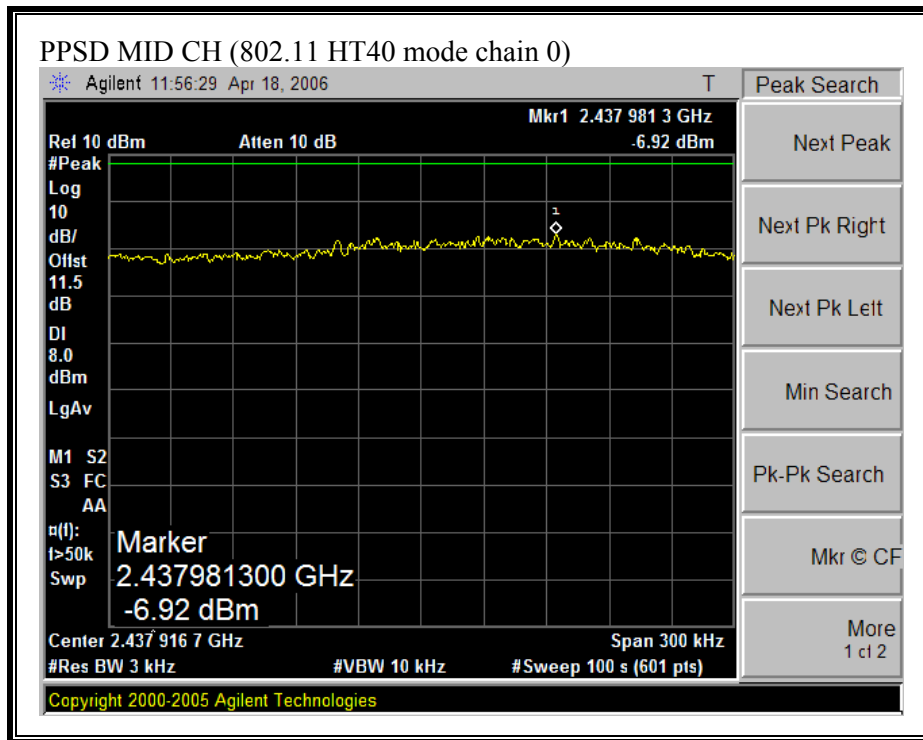 PPSD MID CH (802.11 HT40 mode chain 0)
Agilent 11:56:29 Apr 18, 2006 T
Peak Search
Mkr1 2.437 981 3 GHz
Ref 10 dBm Atten 10 dB -6.92 dBm
#Peak
Log
10
dB/
Offst
11.5
dB
DI
8.0
dBm
LgAv
M1 S2
S3 FC
AA
¤(f):
f>50k
Swp
1
Marker
2.437981300 GHz
-6.92 dBm
Center 2.437 916 7 GHz Span 300 kHz
#Res BW 3 kHz #VBW 10 kHz #Sweep 100 s (601 pts)
Copyright 2000-2005 Agilent Technologies
Next Peak
Next Pk Right
Next Pk Left
Min Search
Pk-Pk Search
Mkr © CF
More
1 of 2